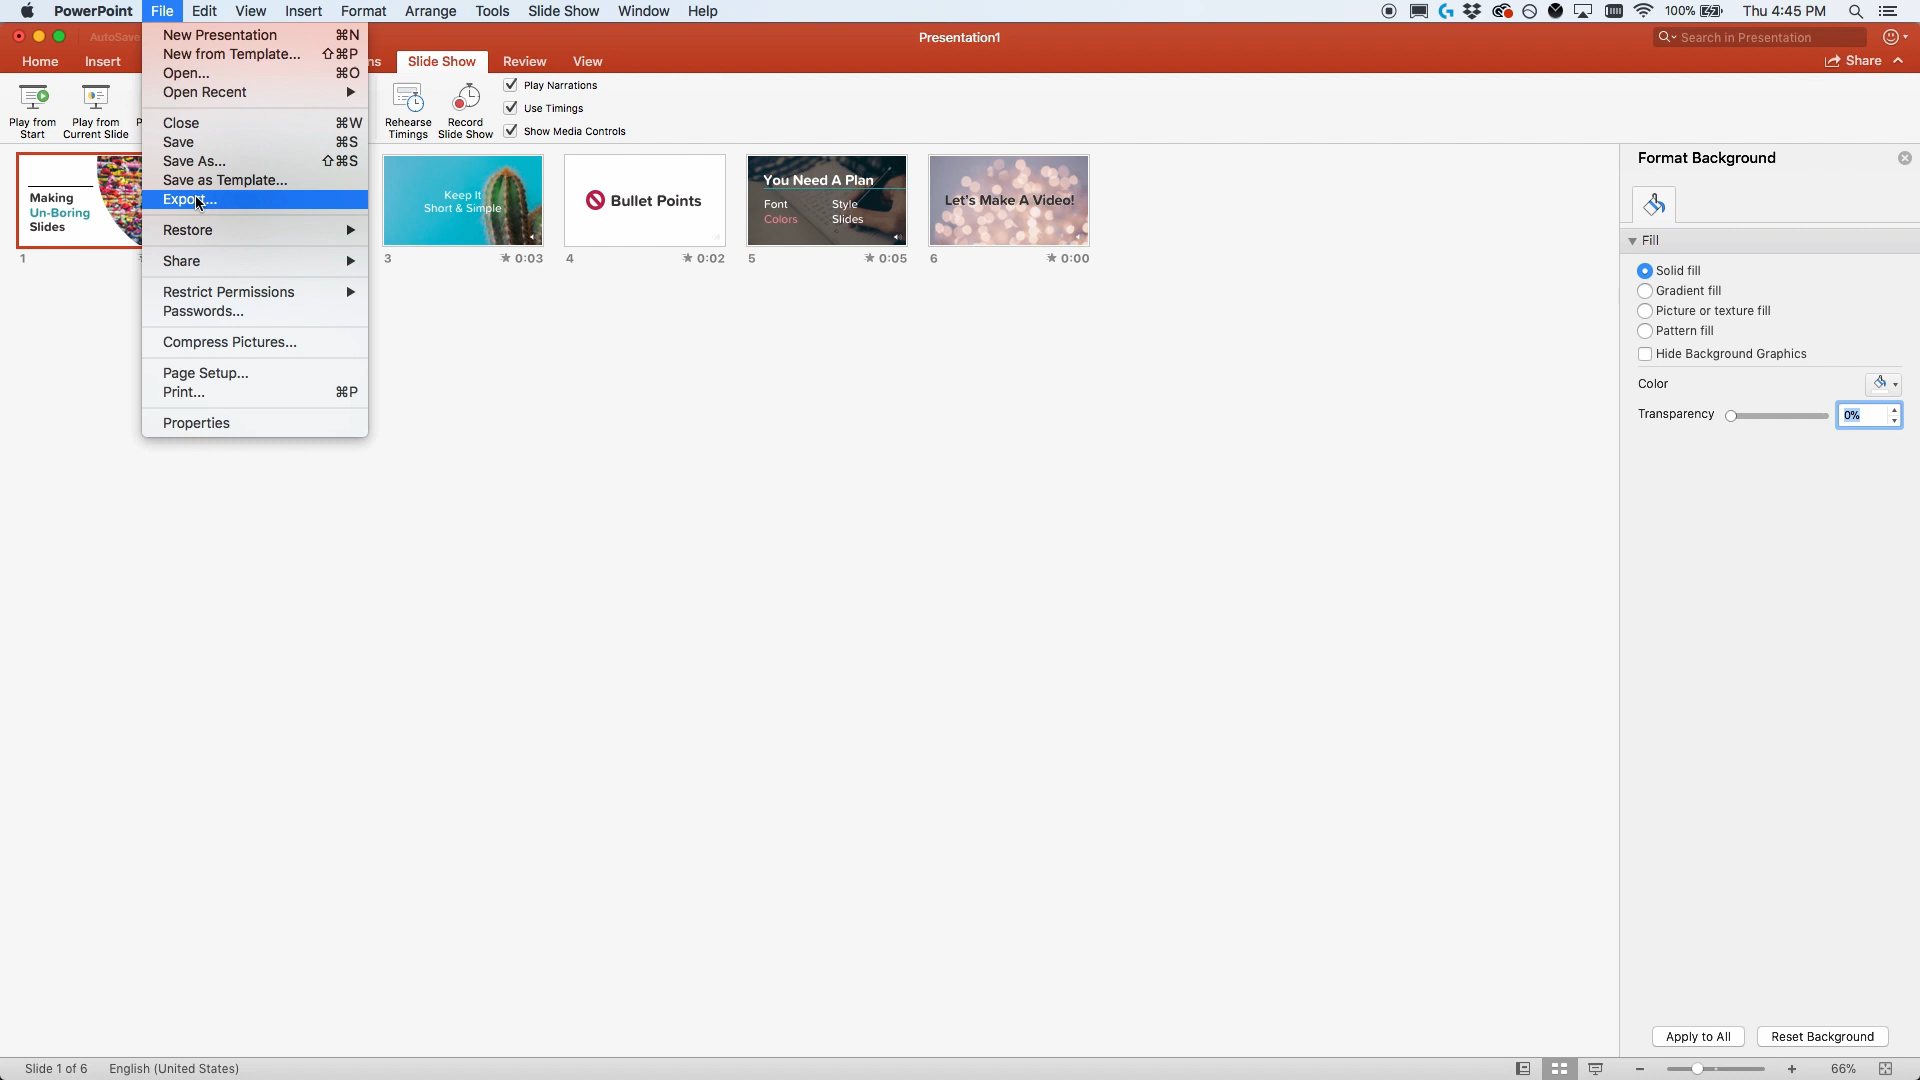 PowerPoint File Edit View Insert Format Arrange Tools Slide Show Window Help 100% Thu 4:45 PM
AutoSave Presentation1 Search in Presentation
Home Insert ns Slide Show Review View Share
Play from Start
Play from Current Slide
P
Rehearse Timings
Record Slide Show
Play Narrations
Use Timings
Show Media Controls
New Presentation ⌘N
New from Template... ⇧⌘P
Open... ⌘O
Open Recent
Close ⌘W
Save ⌘S
Save As... ⇧⌘S
Save as Template...
Export...
Restore
Share
Restrict Permissions
Passwords...
Compress Pictures...
Page Setup...
Print... ⌘P
Properties
Making
Un-Boring
Slides
1
Keep It
Short & Simple
3 0:03
Bullet Points
4 0:02
You Need A Plan
Font Style
Colors Slides
5 0:05
Let's Make A Video!
6 0:00
Format Background
Fill
Solid fill
Gradient fill
Picture or texture fill
Pattern fill
Hide Background Graphics
Color
Transparency 0%
Apply to All Reset Background
Slide 1 of 6 English (United States) 66%